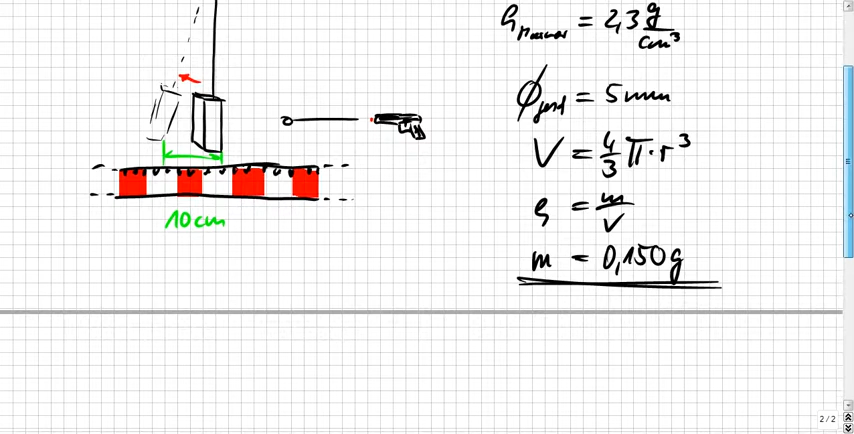 = 2,3 g/cm³
ϕ = 5mm
V = 4/3 π·r³
ρ = m/V
m = 0,150g
10cm
2 / 2